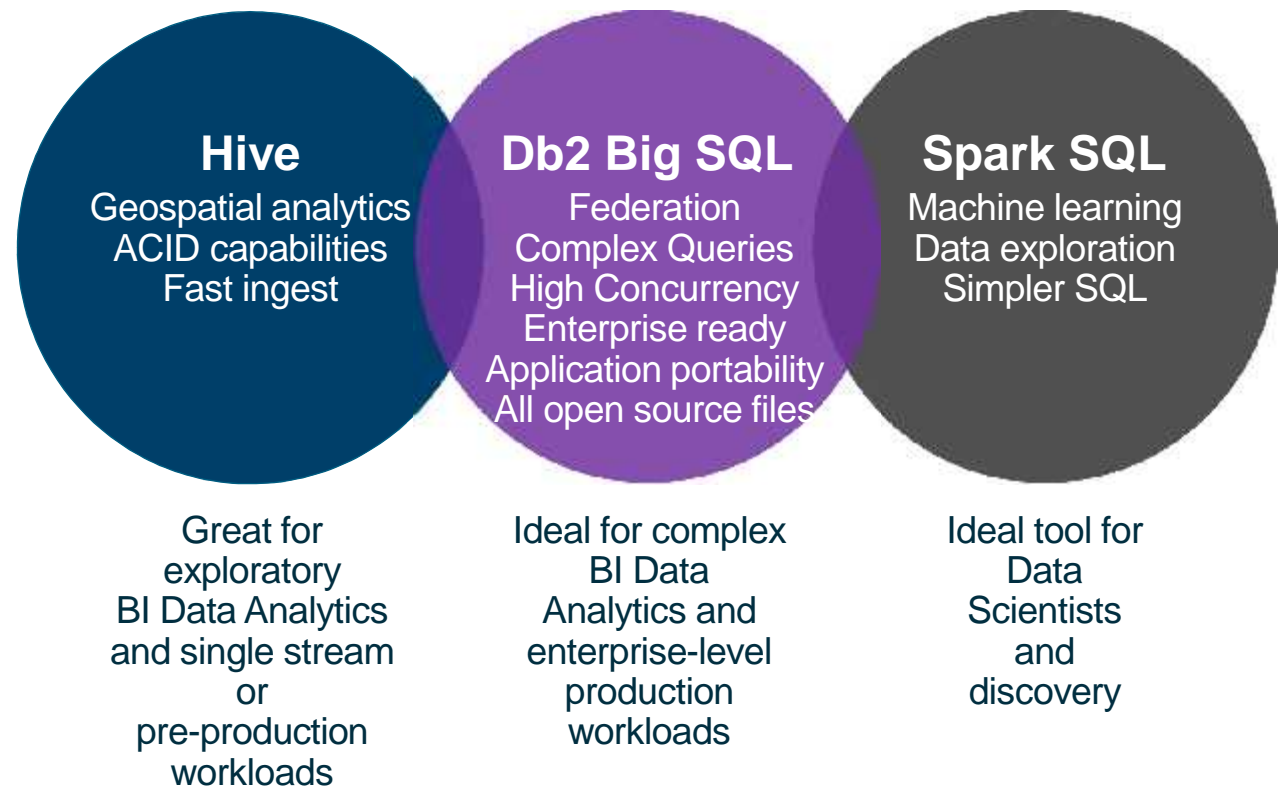 Hive
Geospatial analytics
ACID capabilities
Fast ingest
Db2 Big SQL
Federation
Complex Queries
High Concurrency
Enterprise ready
Application portability
All open source files
Spark SQL
Machine learning
Data exploration
Simpler SQL
Great for
exploratory
BI Data Analytics
and single stream
or
pre-production
workloads
Ideal for complex
BI Data
Analytics and
enterprise-level
production
workloads
Ideal tool for
Data
Scientists
and
discovery